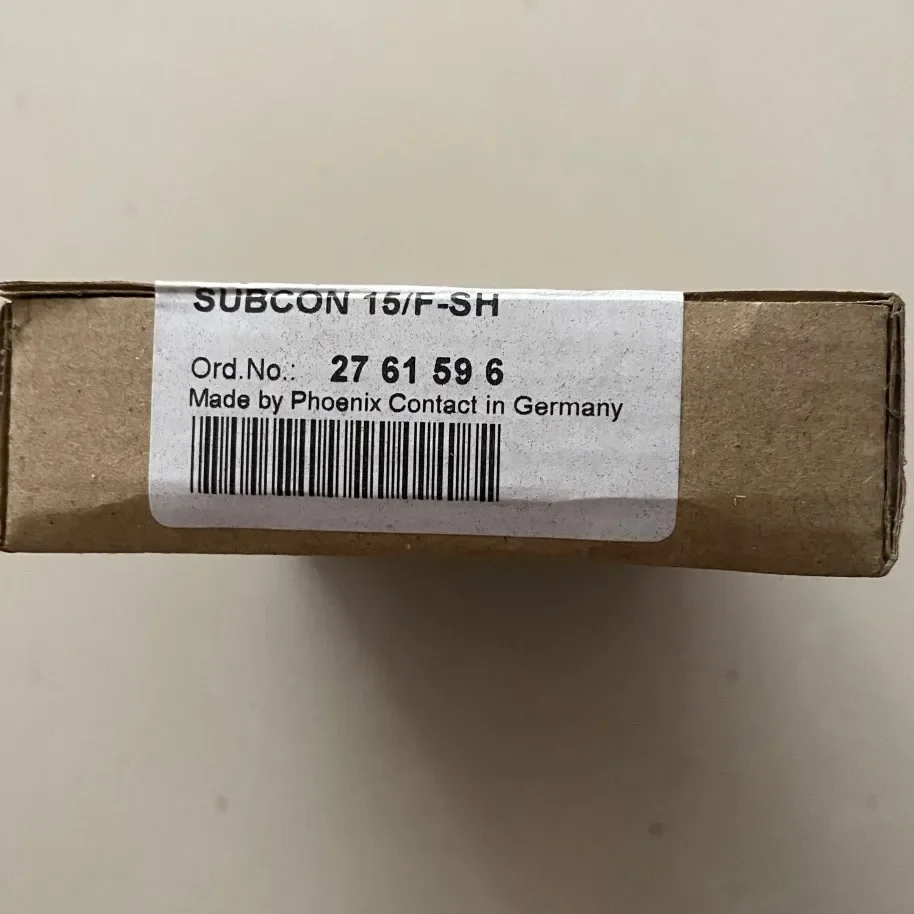 SUBCON 15/F-SH
Ord.No.: 27 61 59 6
Made by Phoenix Contact in Germany